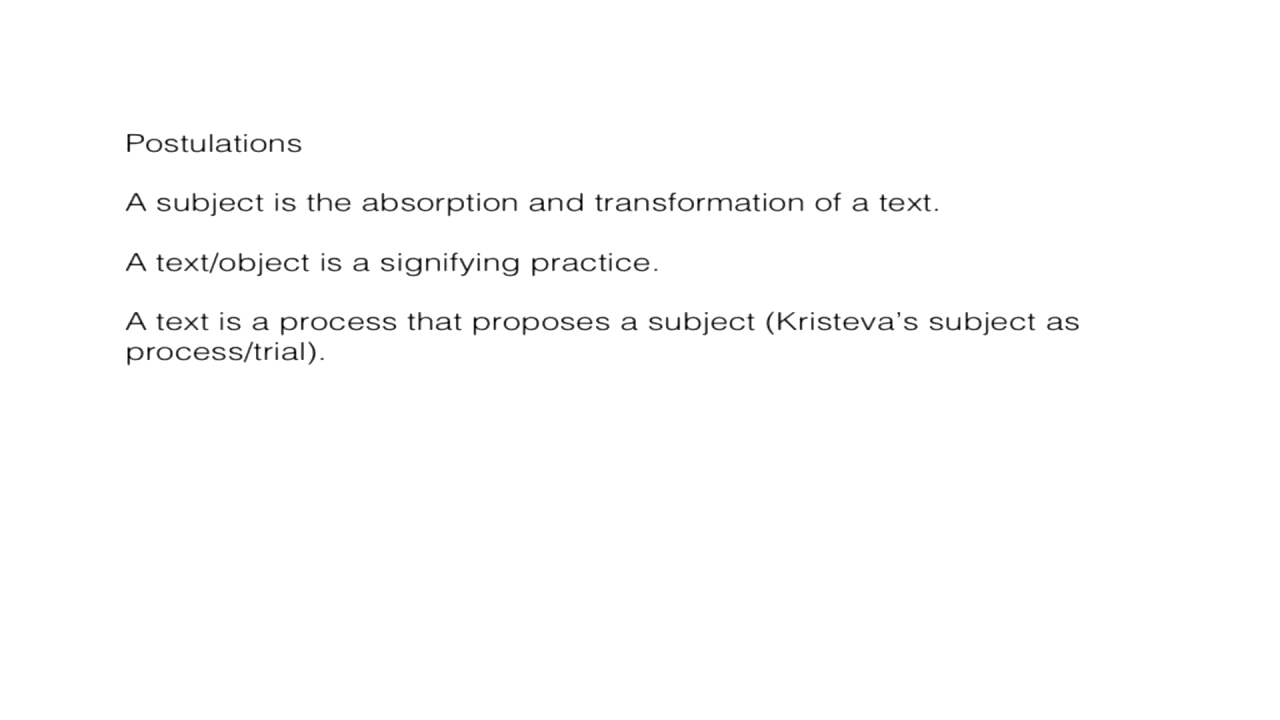 Postulations
A subject is the absorption and transformation of a text.
A text/object is a signifying practice.
A text is a process that proposes a subject (Kristeva’s subject as
process/trial).